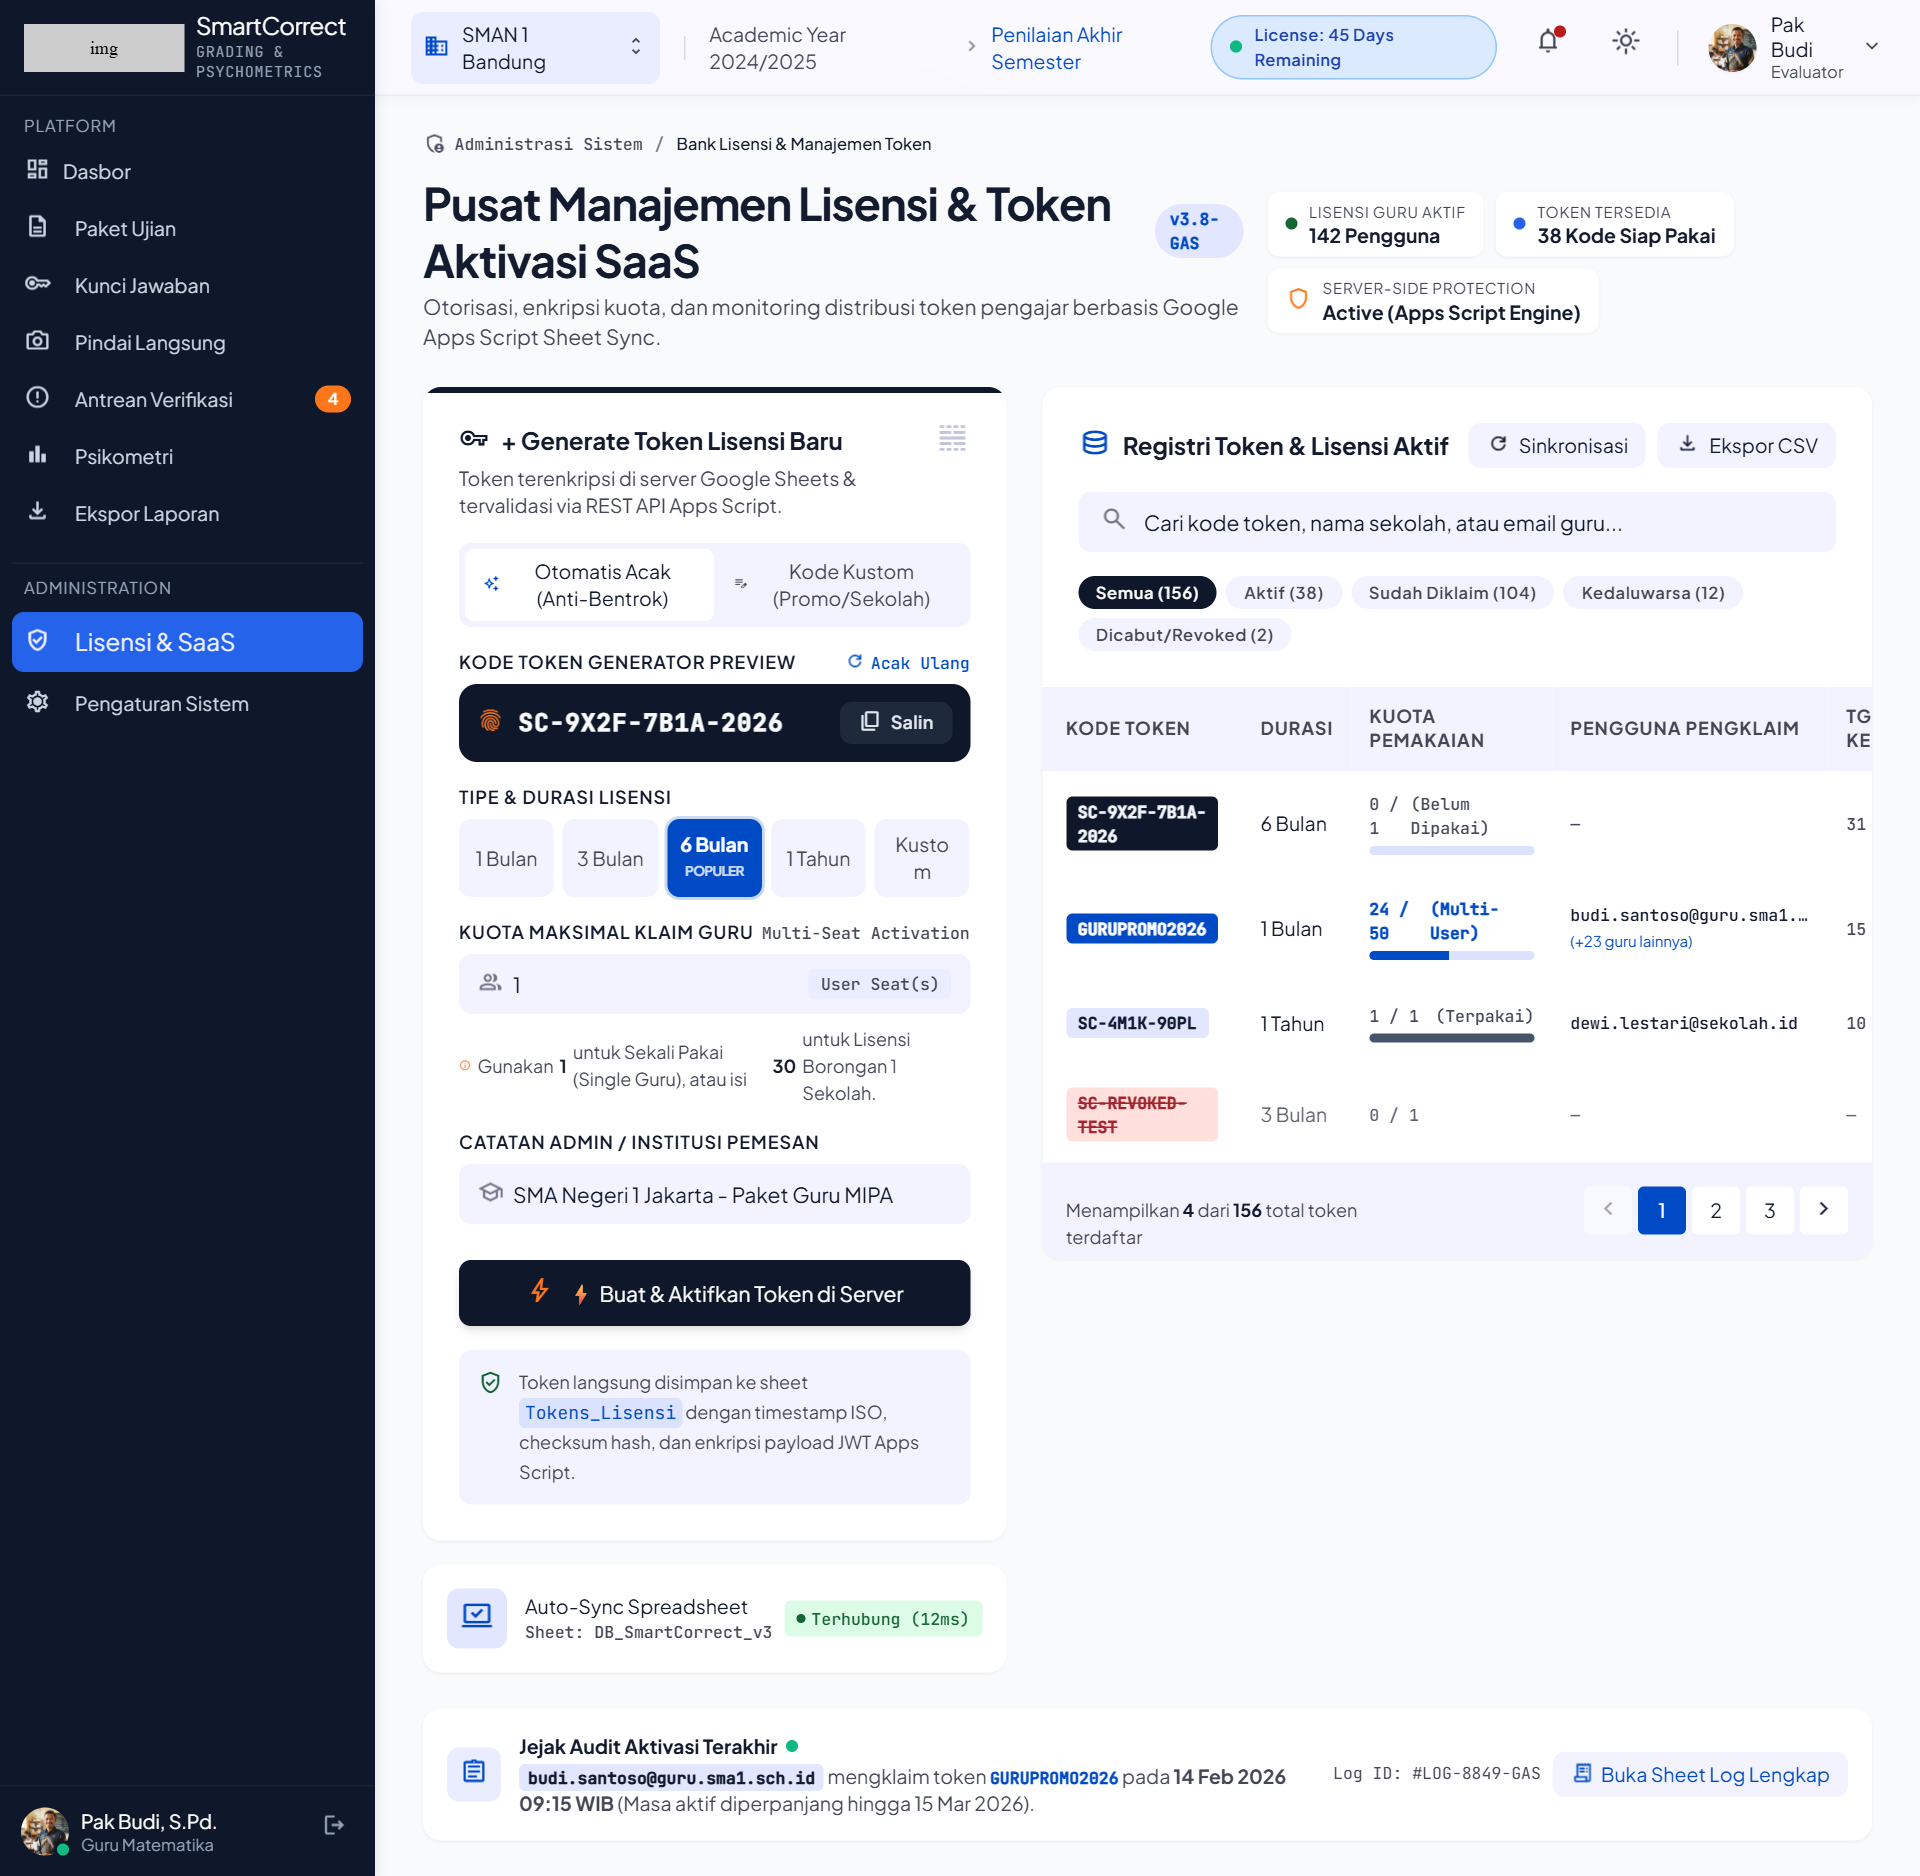 img
SmartCorrect
GRADING &
PSYCHOMETRICS
PLATFORM
Dasbor
Paket Ujian
Kunci Jawaban
Pindai Langsung
Antrean Verifikasi
4
Psikometri
Ekspor Laporan
ADMINISTRATION
Lisensi & SaaS
Pengaturan Sistem
Pak Budi, S.Pd.
Guru Matematika
SMAN 1
Bandung
Academic Year
2024/2025
Penilaian Akhir
Semester
License: 45 Days
Remaining
Pak
Budi
Evaluator
Administrasi Sistem / Bank Lisensi & Manajemen Token
Pusat Manajemen Lisensi & Token
Aktivasi SaaS
v3.8-
GAS
Otorisasi, enkripsi kuota, dan monitoring distribusi token pengajar berbasis Google
Apps Script Sheet Sync.
LISENSI GURU AKTIF
142 Pengguna
TOKEN TERSEDIA
38 Kode Siap Pakai
SERVER-SIDE PROTECTION
Active (Apps Script Engine)
+ Generate Token Lisensi Baru
Token terenkripsi di server Google Sheets &
tervalidasi via REST API Apps Script.
Otomatis Acak
(Anti-Bentrok)
Kode Kustom
(Promo/Sekolah)
KODE TOKEN GENERATOR PREVIEW
Acak Ulang
SC-9X2F-7B1A-2026
Salin
TIPE & DURASI LISENSI
1 Bulan
3 Bulan
6 Bulan
POPULER
1 Tahun
Kusto
m
KUOTA MAKSIMAL KLAIM GURU
Multi-Seat Activation
1
User Seat(s)
Gunakan 1 untuk Sekali Pakai
(Single Guru), atau isi
30 untuk Lisensi
Borongan 1
Sekolah.
CATATAN ADMIN / INSTITUSI PEMESAN
SMA Negeri 1 Jakarta - Paket Guru MIPA
Buat & Aktifkan Token di Server
Token langsung disimpan ke sheet
Tokens_Lisensi dengan timestamp ISO,
checksum hash, dan enkripsi payload JWT Apps
Script.
Auto-Sync Spreadsheet
Sheet: DB_SmartCorrect_v3
Terhubung (12ms)
Registri Token & Lisensi Aktif
Sinkronisasi
Ekspor CSV
Cari kode token, nama sekolah, atau email guru...
Semua (156)
Aktif (38)
Sudah Diklaim (104)
Kedaluwarsa (12)
Dicabut/Revoked (2)
KODE TOKEN
DURASI
KUOTA
PEMAKAIAN
PENGGUNA PENGKLAIM
TG
KE
SC-9X2F-7B1A-
2026
6 Bulan
0 / (Belum
1 Dipakai)
—
31
GURUPROMO2026
1 Bulan
24 / (Multi-
50 User)
budi.santoso@guru.sma1.…
(+23 guru lainnya)
15
SC-4M1K-90PL
1 Tahun
1 / 1 (Terpakai)
dewi.lestari@sekolah.id
10
SC-REVOKED-
TEST
3 Bulan
0 / 1
—
—
Menampilkan 4 dari 156 total token
terdaftar
1
2
3
Jejak Audit Aktivasi Terakhir
budi.santoso@guru.sma1.sch.id mengklaim token GURUPROMO2026 pada 14 Feb 2026
09:15 WIB (Masa aktif diperpanjang hingga 15 Mar 2026).
Log ID: #LOG-8849-GAS
Buka Sheet Log Lengkap